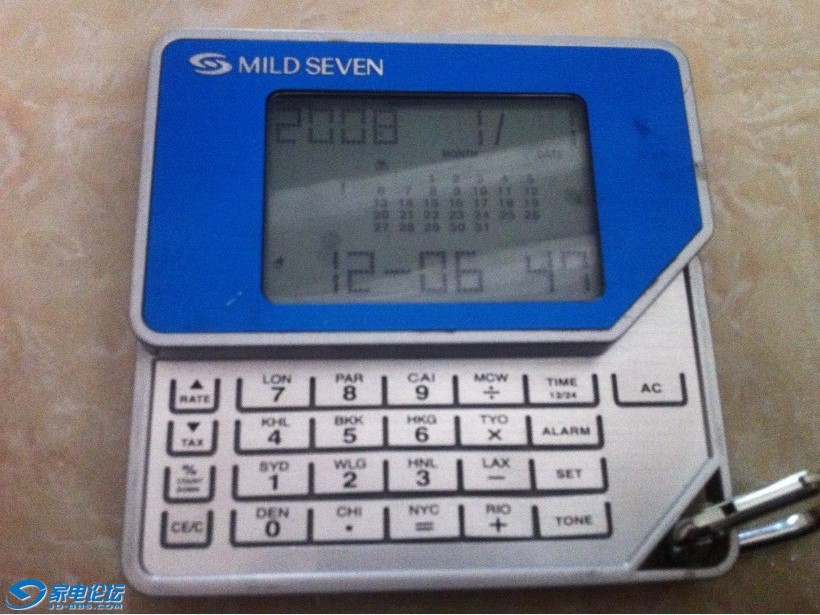 MILD SEVEN
2008 1/ 1
MONTH DATE
1 2 3 4 5
6 7 8 9 10 11 12
13 14 15 16 17 18 19
20 21 22 23 24 25 26
27 28 29 30 31
12-06 47
▲ RATE LON 7 PAR 8 CAI 9 MCW ÷ TIME 12/24 AC
▼ TAX KHL 4 BKK 5 HKG 6 TYO × ALARM
% COUNT DOWN SYD 1 WLG 2 HNL 3 LAX − SET
CE/C DEN 0 CHI · NYC = RIO + TONE
家电论坛
JD-BBS.COM